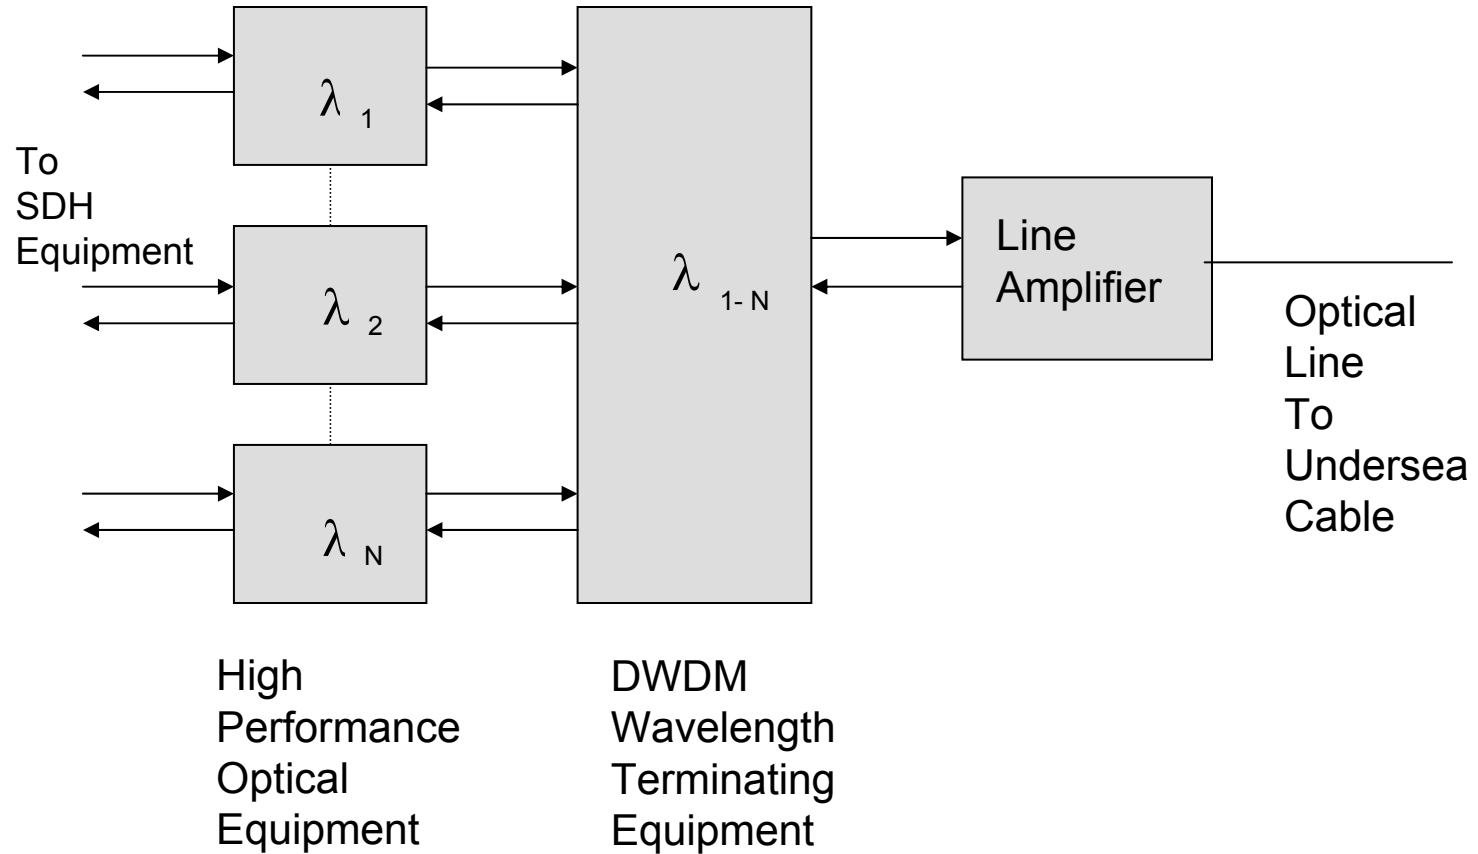 λ 1
To
SDH
Equipment
λ 2
λ N
λ 1- N
Line
Amplifier
Optical
Line
To
Undersea
Cable
High
Performance
Optical
Equipment
DWDM
Wavelength
Terminating
Equipment